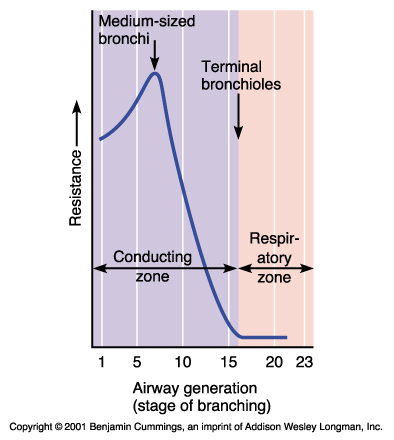 Medium-sized
bronchi
Terminal
bronchioles
Resistance
Conducting
zone
Respir-
atory
zone
1 5 10 15 20 23
Airway generation
(stage of branching)
Copyright © 2001 Benjamin Cummings, an imprint of Addison Wesley Longman, Inc.